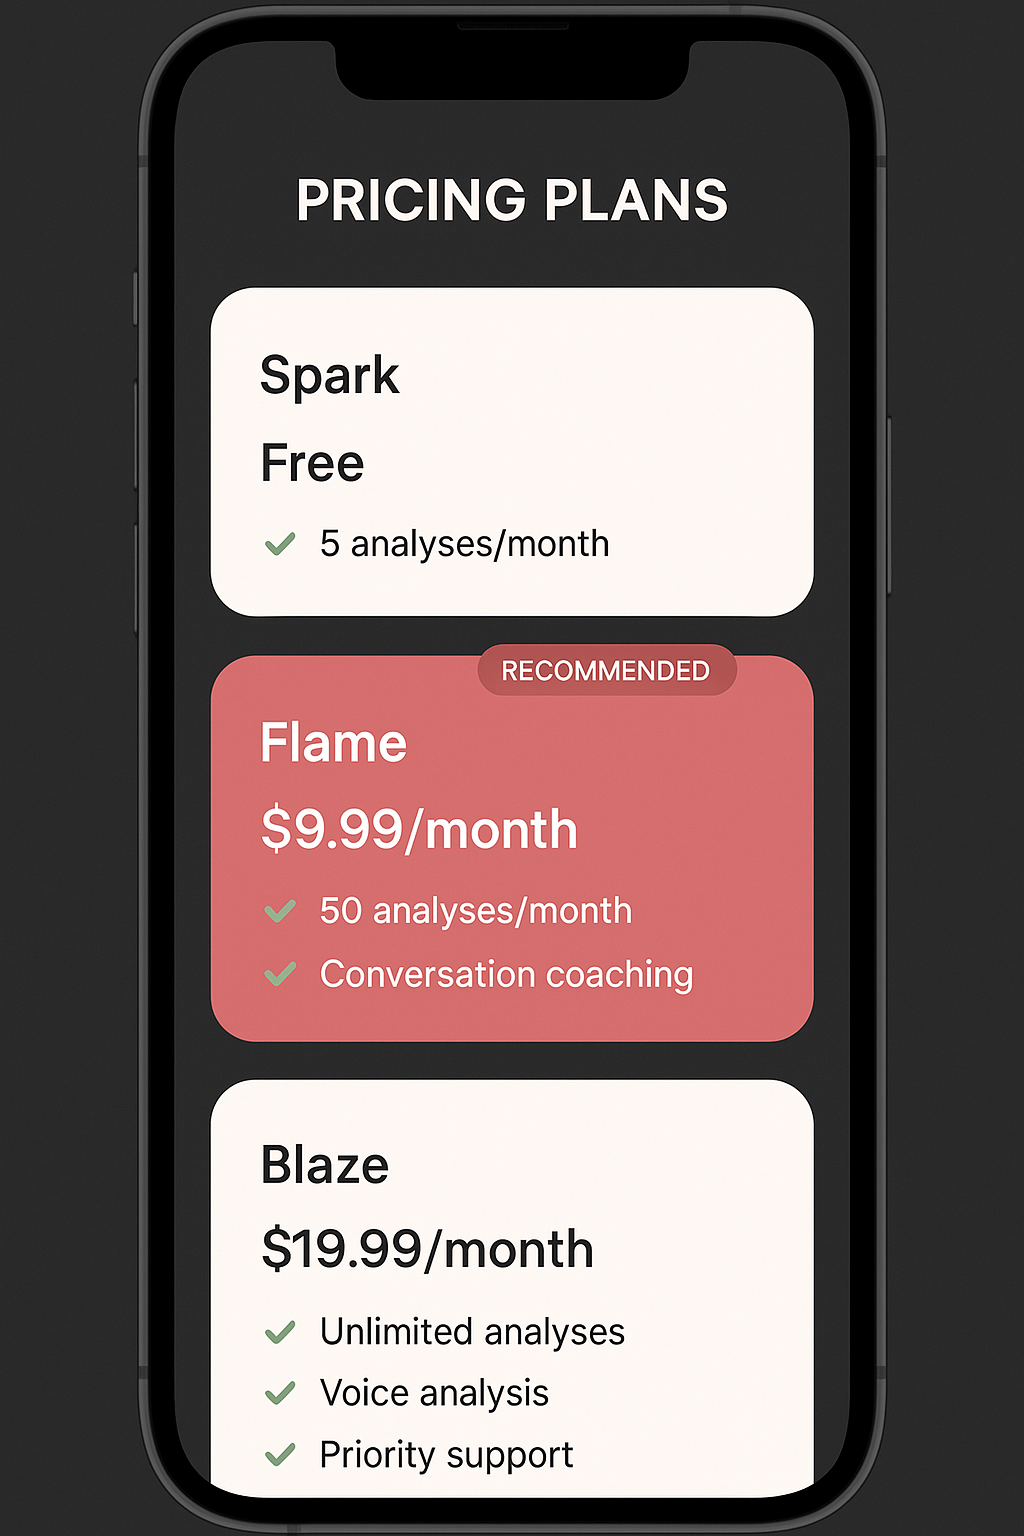 PRICING PLANS
Spark
Free
5 analyses/month
RECOMMENDED
Flame
$9.99/month
50 analyses/month
Conversation coaching
Blaze
$19.99/month
Unlimited analyses
Voice analysis
Priority support